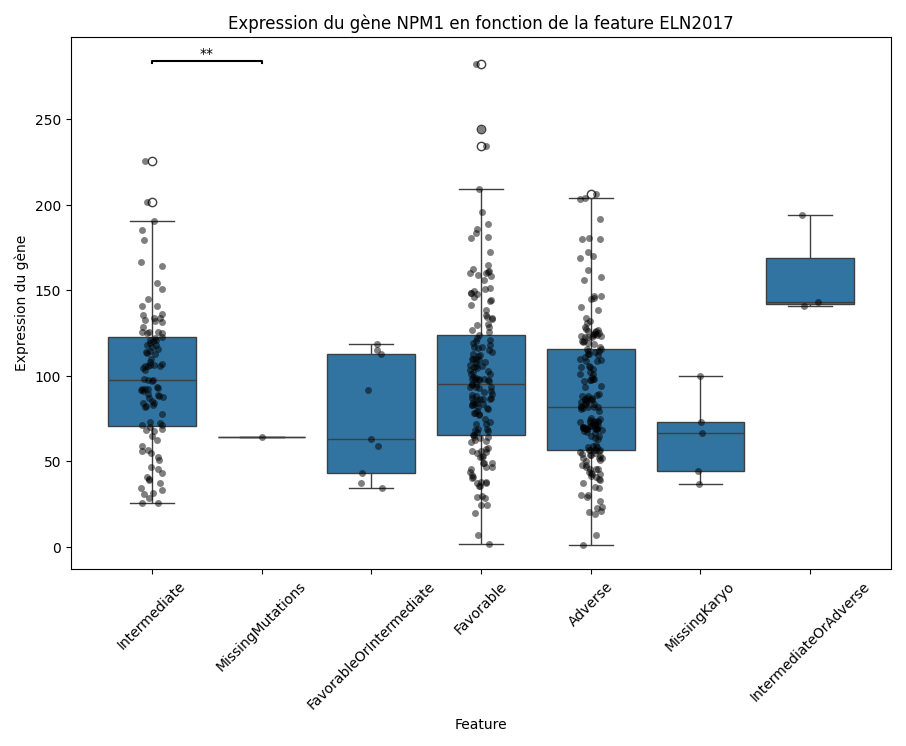 Expression du gène NPM1 en fonction de la feature ELN2017
**
Expression du gène
250
200
150
100
50
0
Intermediate
MissingMutations
FavorableOrIntermediate
Favorable
Adverse
MissingKaryo
IntermediateOrAdverse
Feature